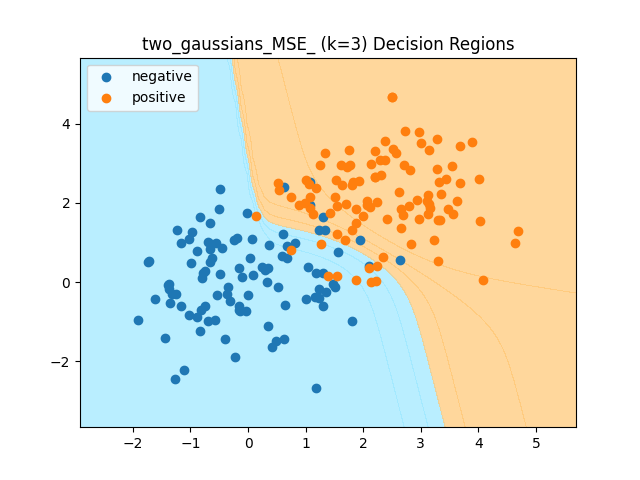 two_gaussians_MSE_ (k=3) Decision Regions
negative
positive
4
2
0
−2
−2 −1 0 1 2 3 4 5